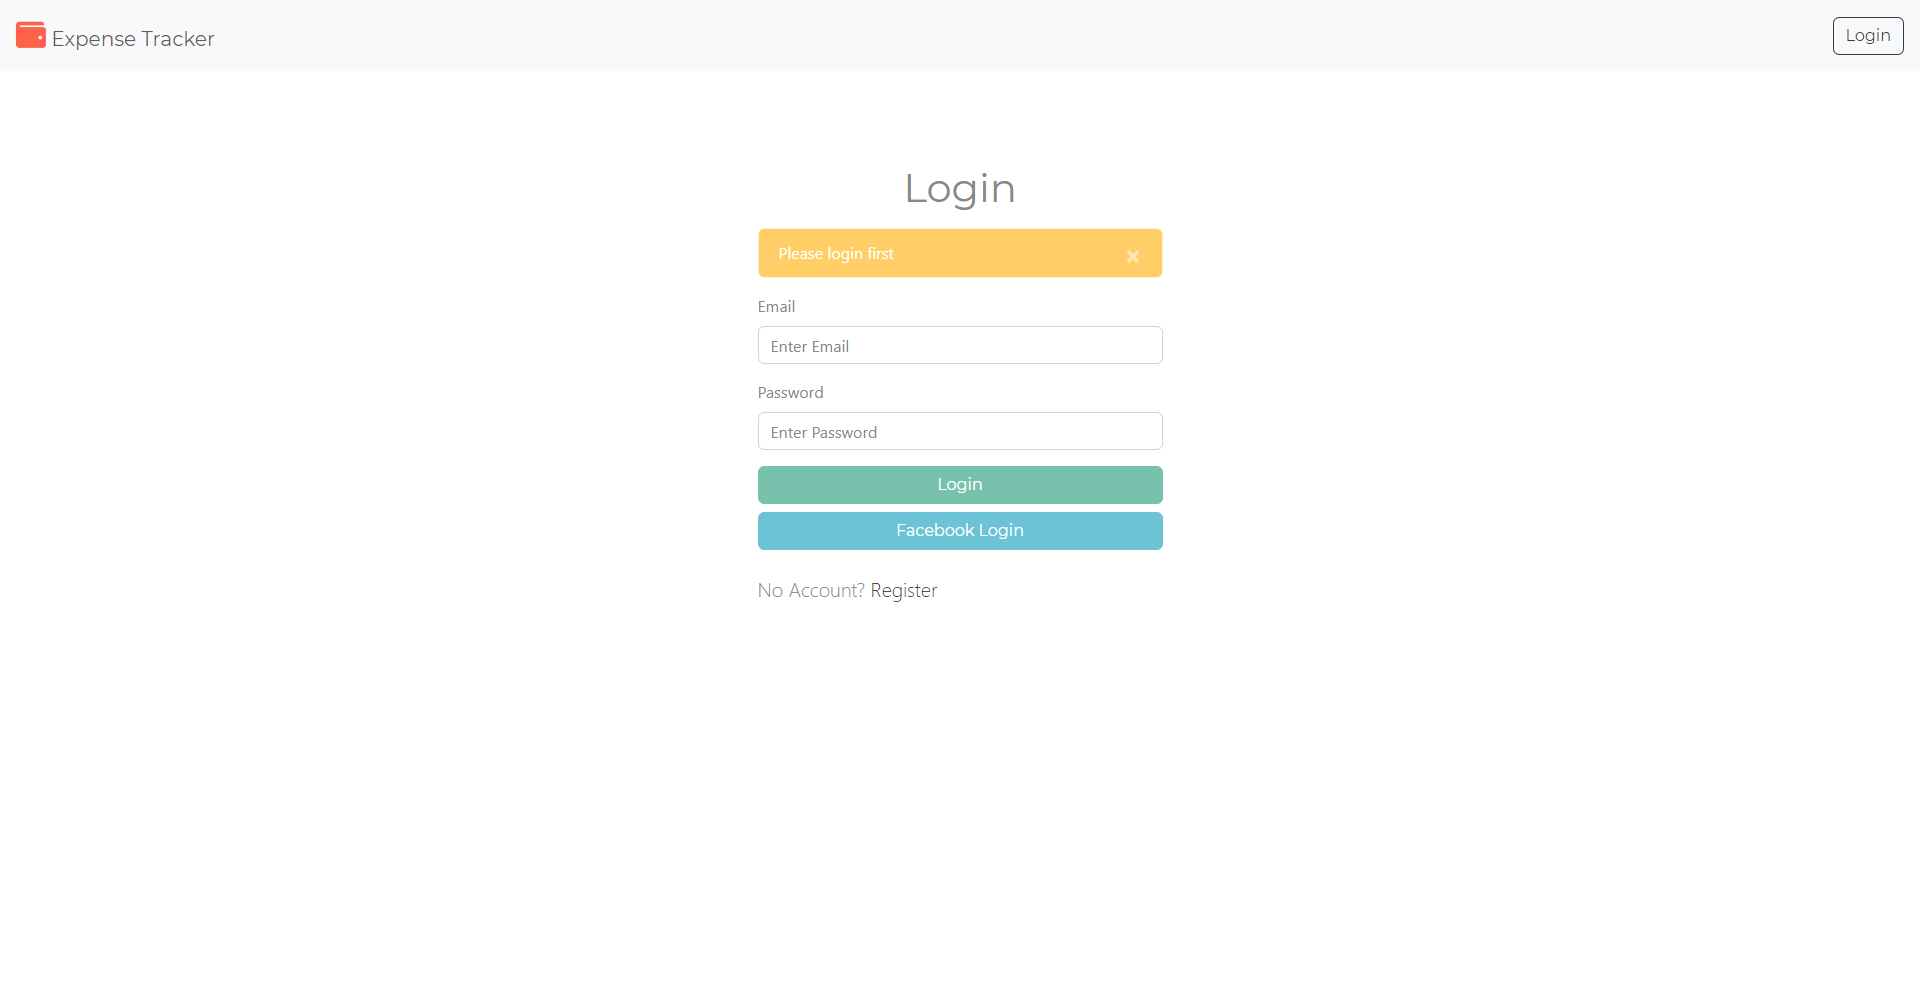 Expense Tracker
Login
Login
Please login first ×
Email
Enter Email
Password
Enter Password
Login
Facebook Login
No Account? Register